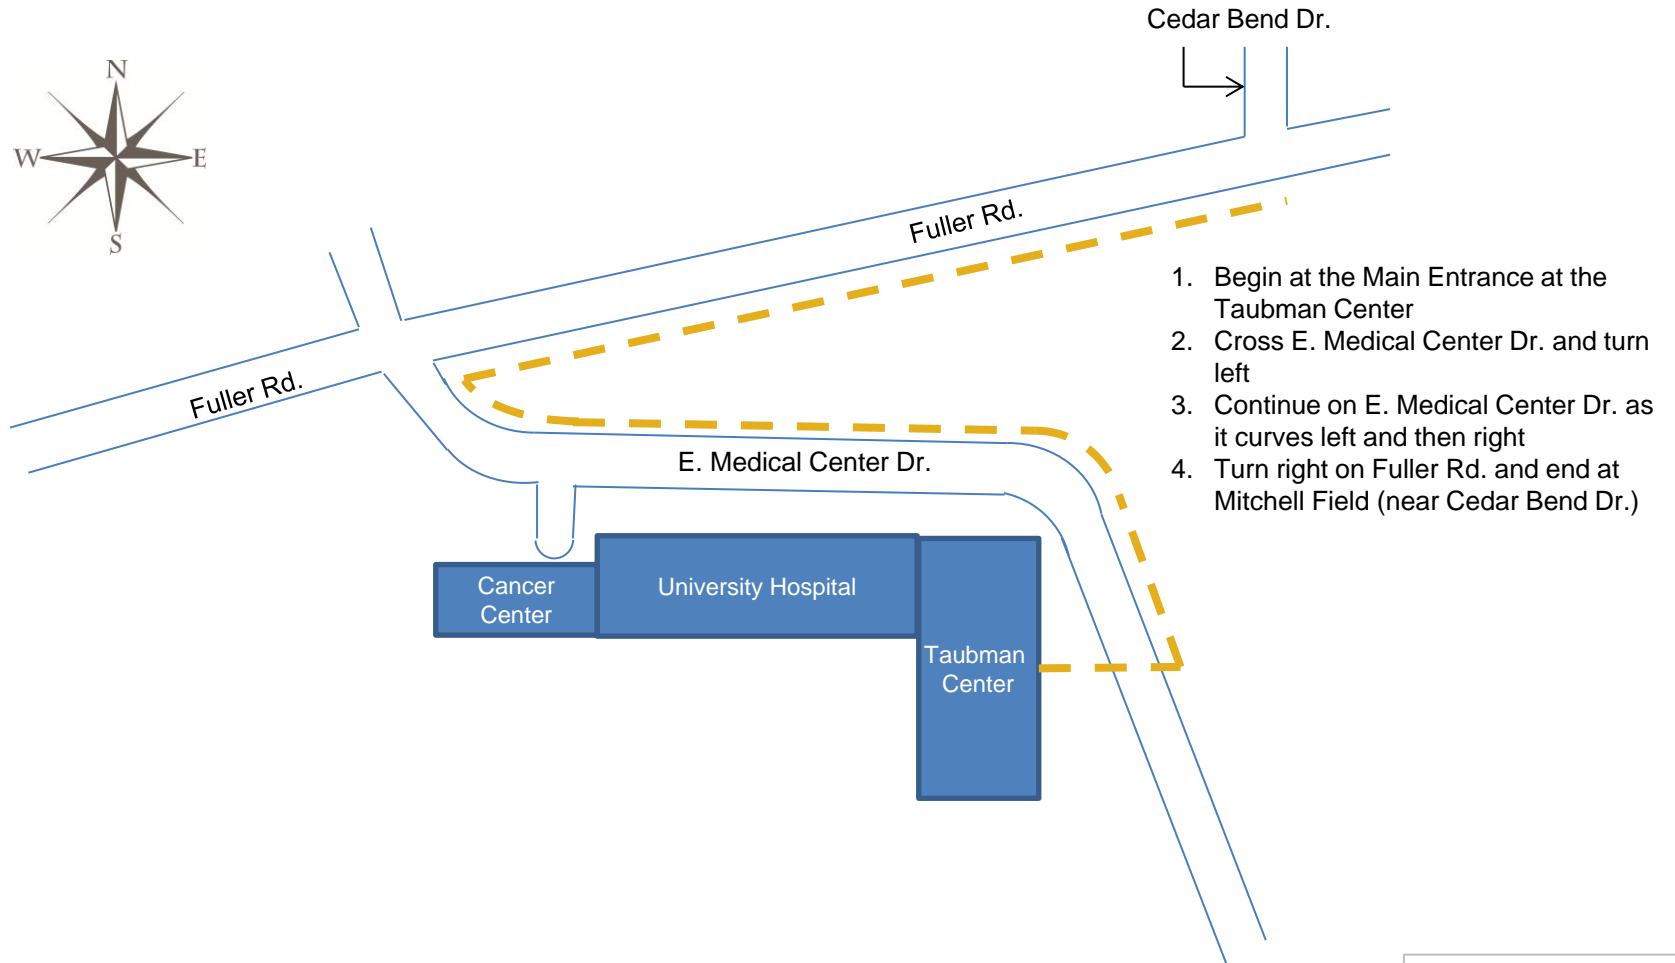 Cedar Bend Dr.
N
W
E
S
Fuller Rd.
1. Begin at the Main Entrance at the
Taubman Center
2. Cross E. Medical Center Dr. and turn
left
3. Continue on E. Medical Center Dr. as
it curves left and then right
4. Turn right on Fuller Rd. and end at
Mitchell Field (near Cedar Bend Dr.)
Fuller Rd.
E. Medical Center Dr.
Cancer
Center
University Hospital
Taubman
Center